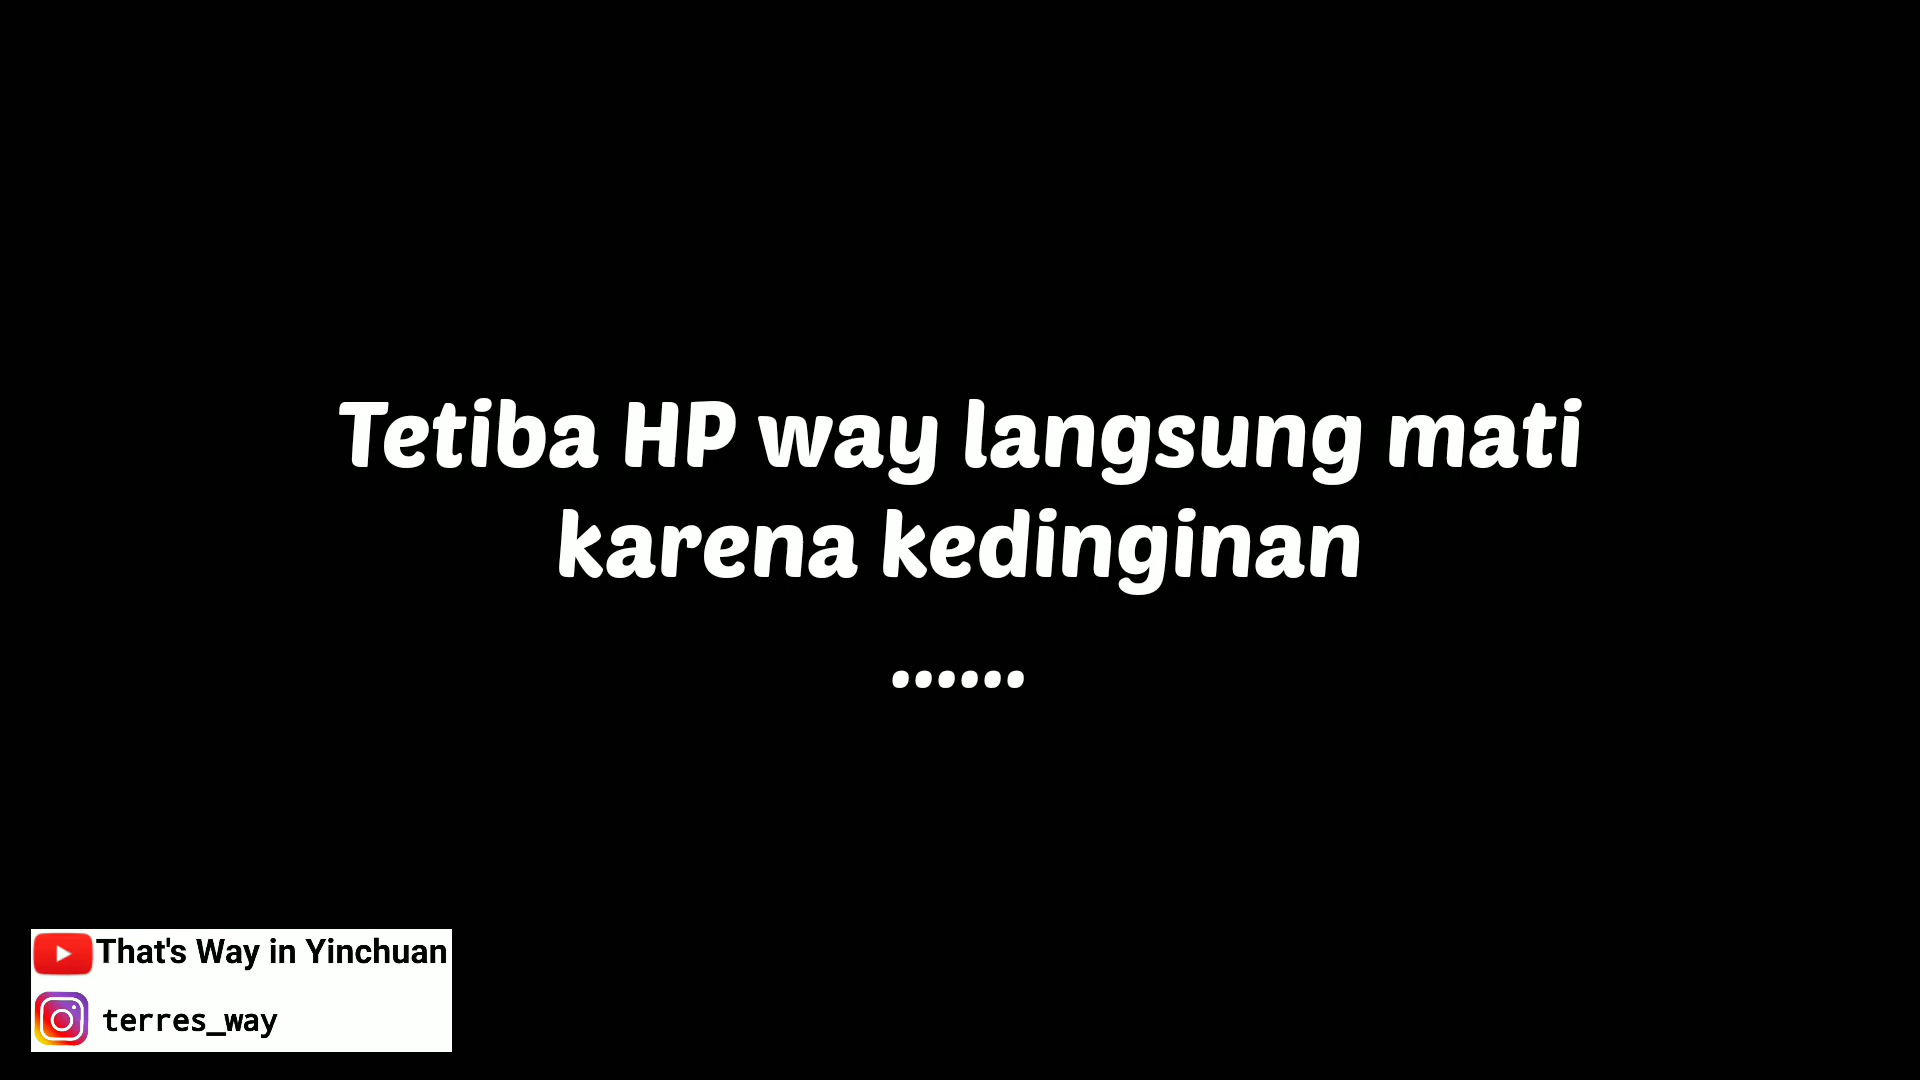 Tetiba HP way langsung mati
karena kedinginan
......
That's Way in Yinchuan
terres_way